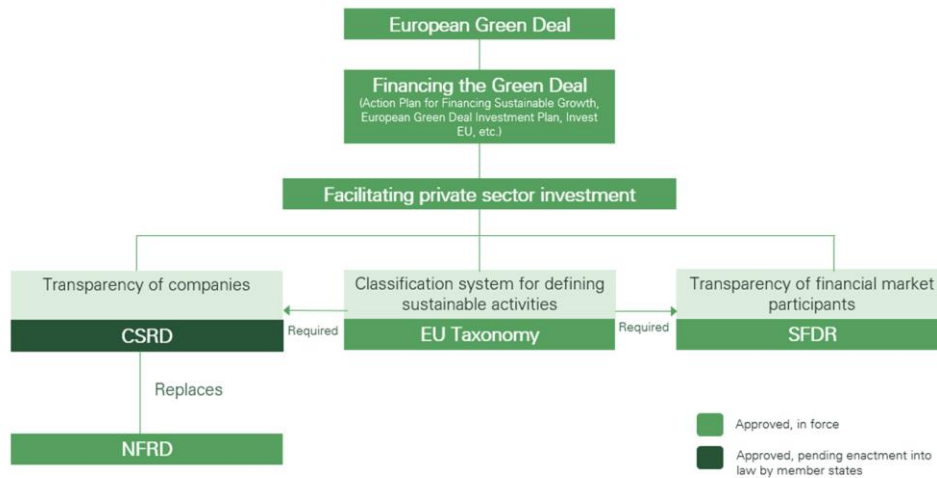 European Green Deal
Financing the Green Deal
(Action Plan for Financing Sustainable Growth,
European Green Deal Investment Plan, Invest
EU, etc.)
Facilitating private sector investment
Transparency of companies
CSRD
Required
Classification system for defining
sustainable activities
EU Taxonomy
Required
Transparency of financial market
participants
SFDR
Replaces
NFRD
Approved, in force
Approved, pending enactment into
law by member states